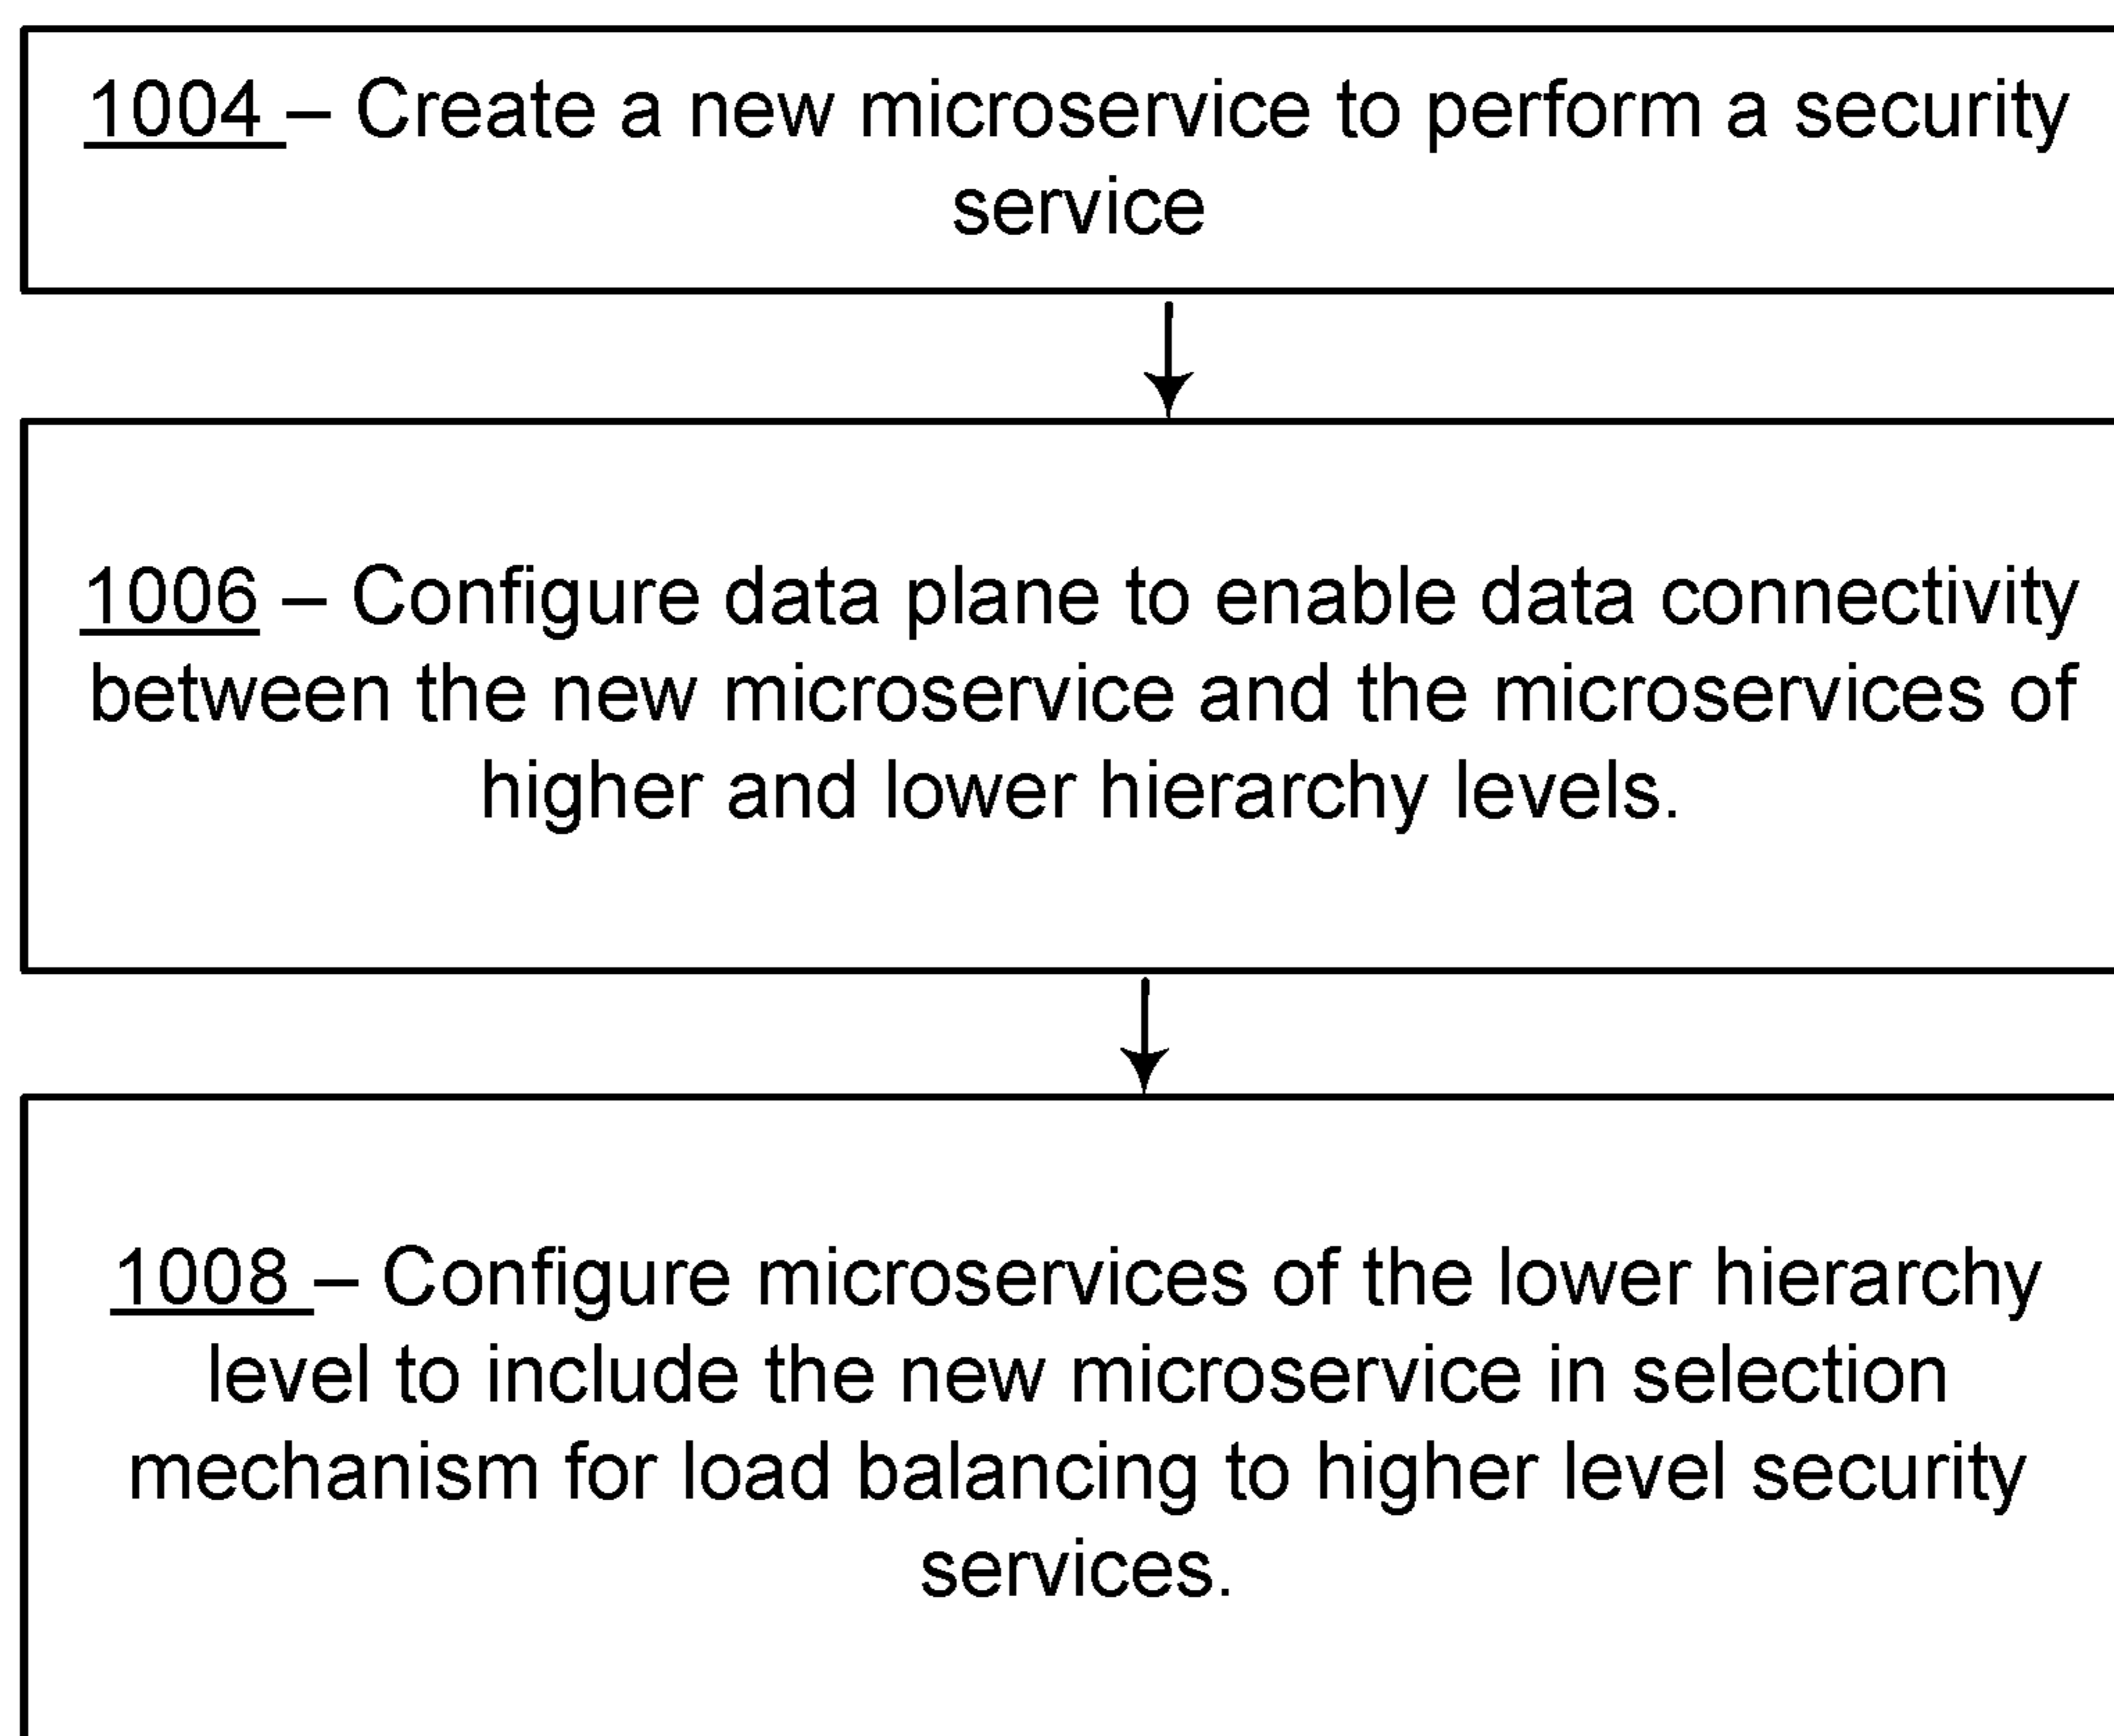 1004 – Create a new microservice to perform a security
service
1006 – Configure data plane to enable data connectivity
between the new microservice and the microservices of
higher and lower hierarchy levels.
1008 – Configure microservices of the lower hierarchy
level to include the new microservice in selection
mechanism for load balancing to higher level security
services.